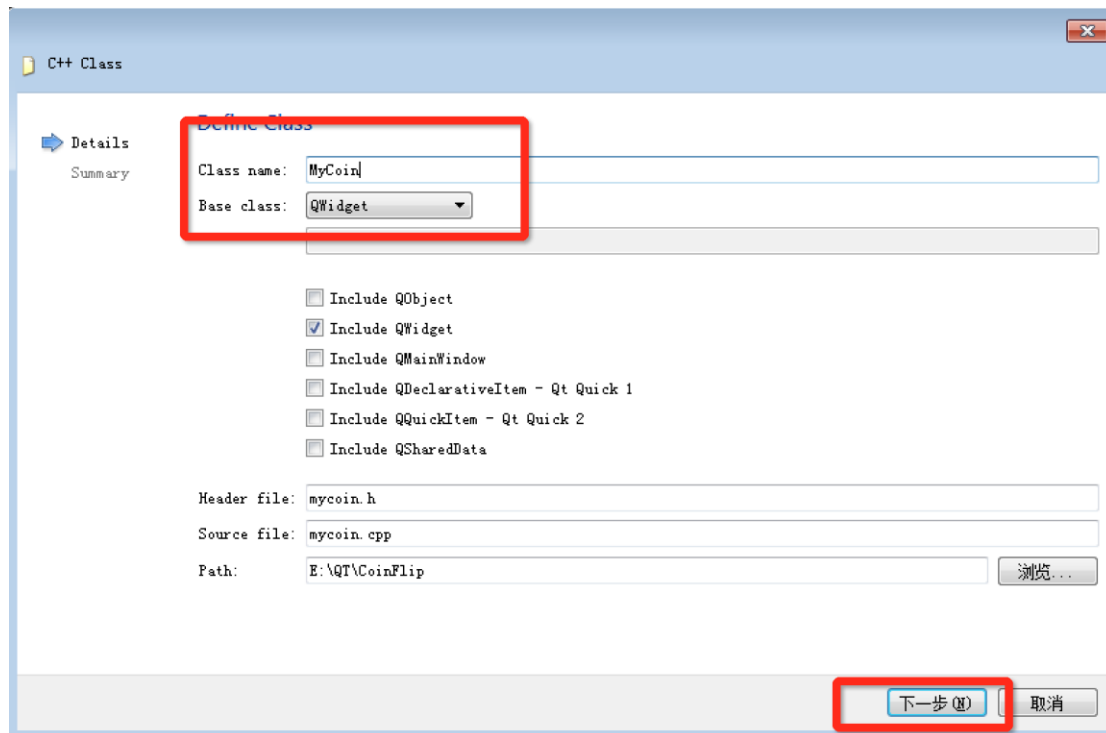 C++ Class
Define Class
Details
Summary
Class name: MyCoin
Base class: QWidget
Include QObject
Include QWidget
Include QMainWindow
Include QDeclarativeItem - Qt Quick 1
Include QQuickItem - Qt Quick 2
Include QSharedData
Header file: mycoin.h
Source file: mycoin.cpp
Path: E:\QT\CoinFlip 浏览...
下一步(N) 取消